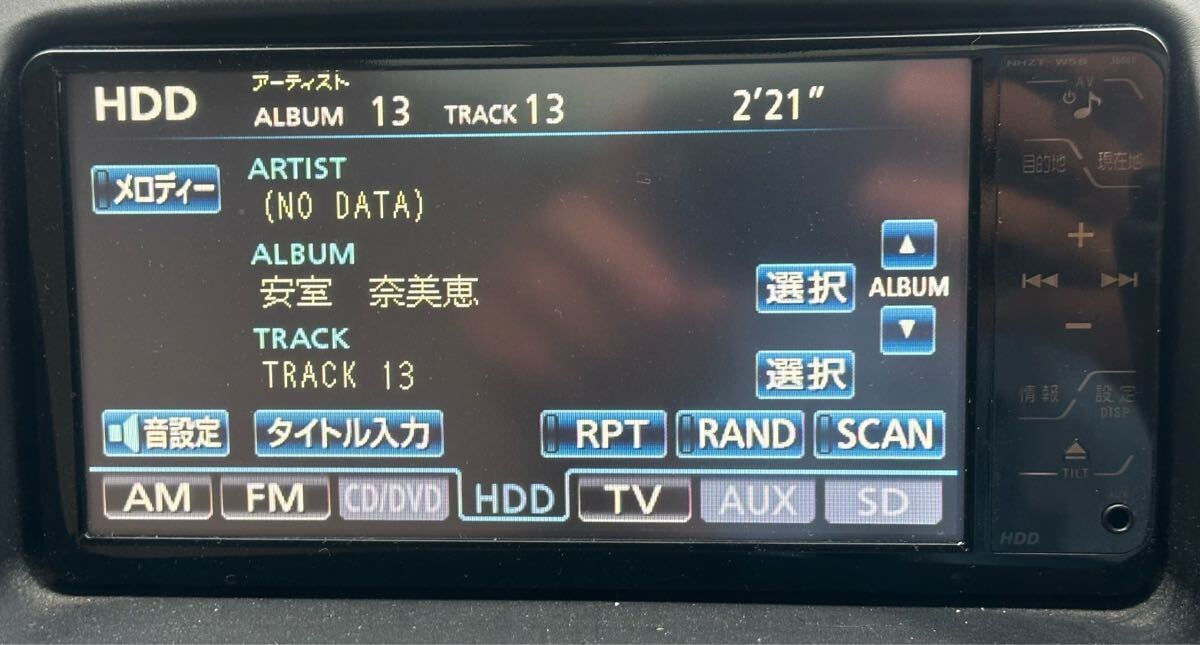 HDD アーティスト
ALBUM 13 TRACK 13 2'21"
メロディー
ARTIST
(NO DATA)
ALBUM
安室 奈美恵
選択 ▲ ALBUM ▼
TRACK
TRACK 13
選択
音設定 タイトル入力 RPT RAND SCAN
AM FM CD/DVD HDD TV AUX SD
NHZT-W58
AV
目的地 現在地
+
−
情報 設定
DISP
TILT
HDD